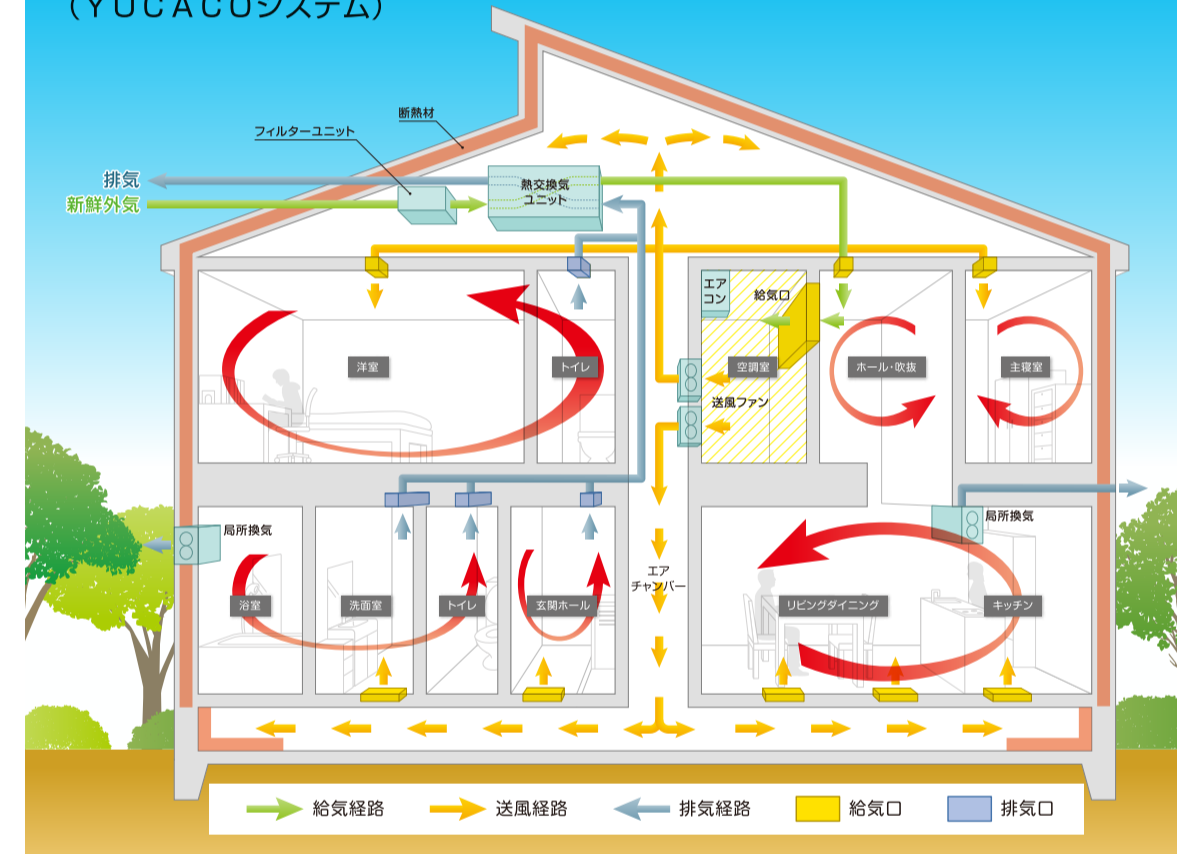 (YUCACOシステム)
断熱材
フィルターユニット
排気
新鮮外気
熱交換気
ユニット
エア
コン
給気口
洋室
トイレ
空調室
ホール・吹抜
主寝室
送風ファン
局所換気
局所換気
エア
チャンバー
浴室
洗面室
トイレ
玄関ホール
リビングダイニング
キッチン
給気経路
送風経路
排気経路
給気口
排気口